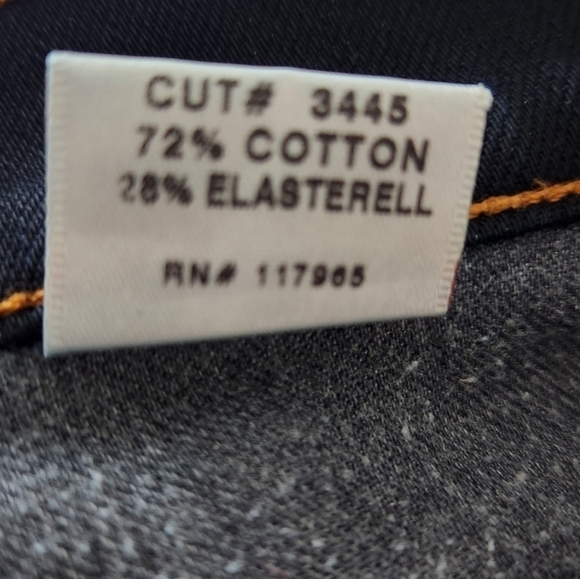 CUT# 3445
72% COTTON
28% ELASTERELL
RN# 117965